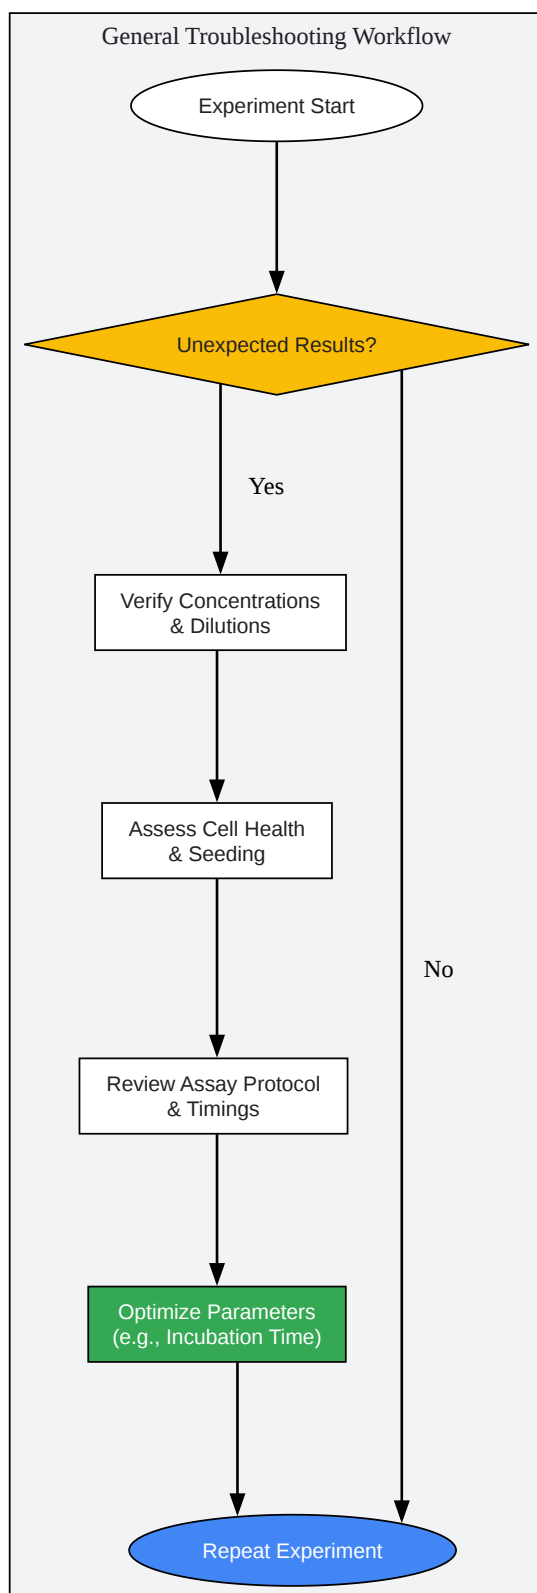 General Troubleshooting Workflow
Experiment Start
Unexpected Results?
Yes
Verify Concentrations
& Dilutions
Assess Cell Health
& Seeding
No
Review Assay Protocol
& Timings
Optimize Parameters
(e.g., Incubation Time)
Repeat Experiment